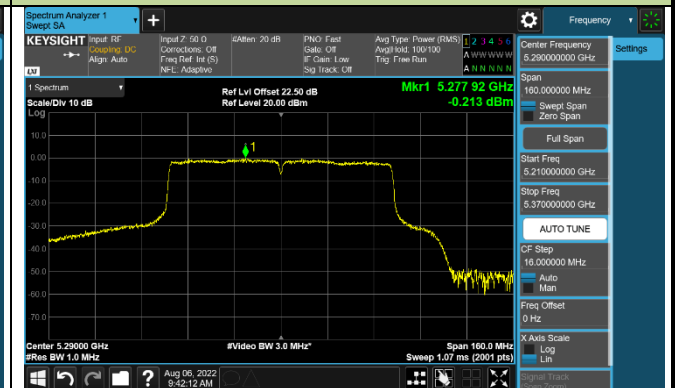 Spectrum Analyzer 1
Swept SA
Frequency
KEYSIGHT
Input: RF
Coupling: DC
Align: Auto
Input Z: 50 Ω
Corrections: Off
Freq Ref: Int (S)
NFE: Adaptive
#Atten: 20 dB
PNO: Fast
Gate: Off
IF Gain: Low
Sig Track: Off
Avg Type: Power (RMS)
Avg|Hold: 100/100
Trig: Free Run
1 2 3 4 5 6
A W W W W W
A N N N N N
LXI
1 Spectrum
Scale/Div 10 dB
Log
Ref Lvl Offset 22.50 dB
Ref Level 20.00 dBm
Mkr1 5.277 92 GHz
-0.213 dBm
10.0
0.00
-10.0
-20.0
-30.0
-40.0
-50.0
-60.0
-70.0
1
Center 5.29000 GHz
#Res BW 1.0 MHz
#Video BW 3.0 MHz*
Span 160.0 MHz
Sweep 1.07 ms (2001 pts)
Aug 06, 2022
9:42:12 AM
Center Frequency
5.290000000 GHz
Settings
Span
160.000000 MHz
Swept Span
Zero Span
Full Span
Start Freq
5.210000000 GHz
Stop Freq
5.370000000 GHz
AUTO TUNE
CF Step
16.000000 MHz
Auto
Man
Freq Offset
0 Hz
X Axis Scale
Log
Lin
Signal Track